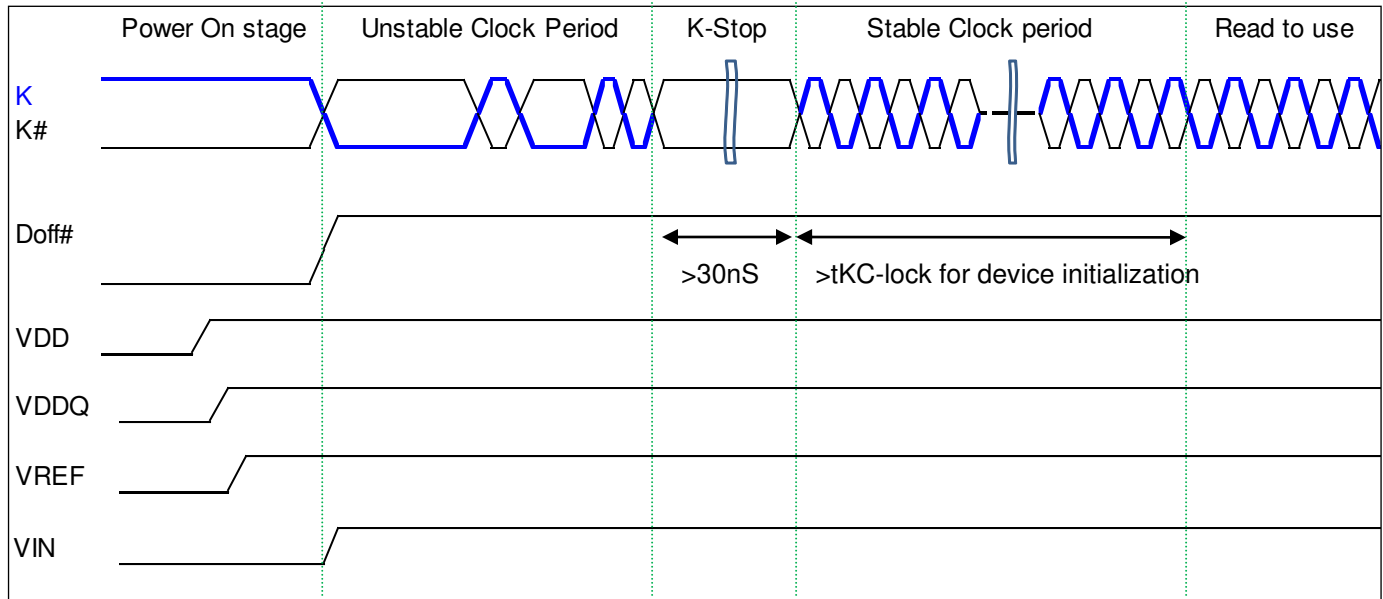 Power On stage Unstable Clock Period K-Stop Stable Clock period Read to use
K
K#
Doff#
>30nS >tKC-lock for device initialization
VDD
VDDQ
VREF
VIN